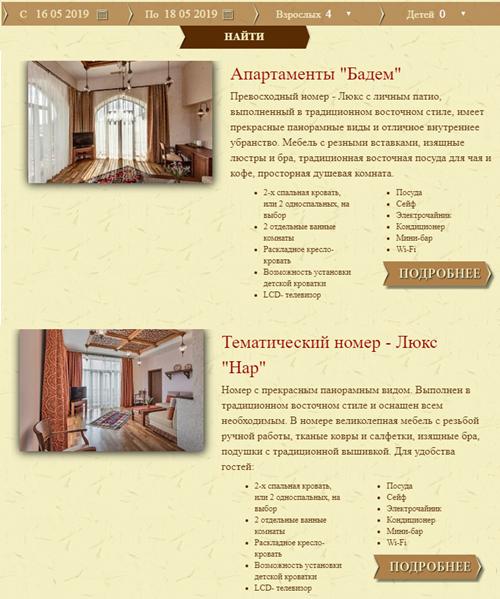 С 16 05 2019 По 18 05 2019 Взрослых 4 Детей 0
НАЙТИ
Апартаменты "Бадем"
Превосходный номер - Люкс с личным патио,
выполненный в традиционном восточном стиле, имеет
прекрасные панорамные виды и отличное внутреннее
убранство. Мебель с резными вставками, изящные
люстры и бра, традиционная восточная посуда для чая и
кофе, просторная душевая комната.
2-х спальная кровать,
или 2 односпальных, на
выбор
2 отдельные ванные
комнаты
Раскладное кресло-
кровать
Возможность установки
детской кроватки
LCD- телевизор
Посуда
Сейф
Электрочайник
Кондиционер
Мини-бар
Wi-Fi
ПОДРОБНЕЕ
Тематический номер - Люкс
"Нар"
Номер с прекрасным панорамным видом. Выполнен в
традиционном восточном стиле и оснащен всем
необходимым. В номере великолепная мебель с резьбой
ручной работы, тканые ковры и салфетки, изящные бра,
подушки с традиционной вышивкой. Для удобства
гостей:
2-х спальная кровать,
или 2 односпальных, на
выбор
2 отдельные ванные
комнаты
Раскладное кресло-
кровать
Возможность установки
детской кроватки
LCD- телевизор
Посуда
Сейф
Электрочайник
Кондиционер
Мини-бар
Wi-Fi
ПОДРОБНЕЕ